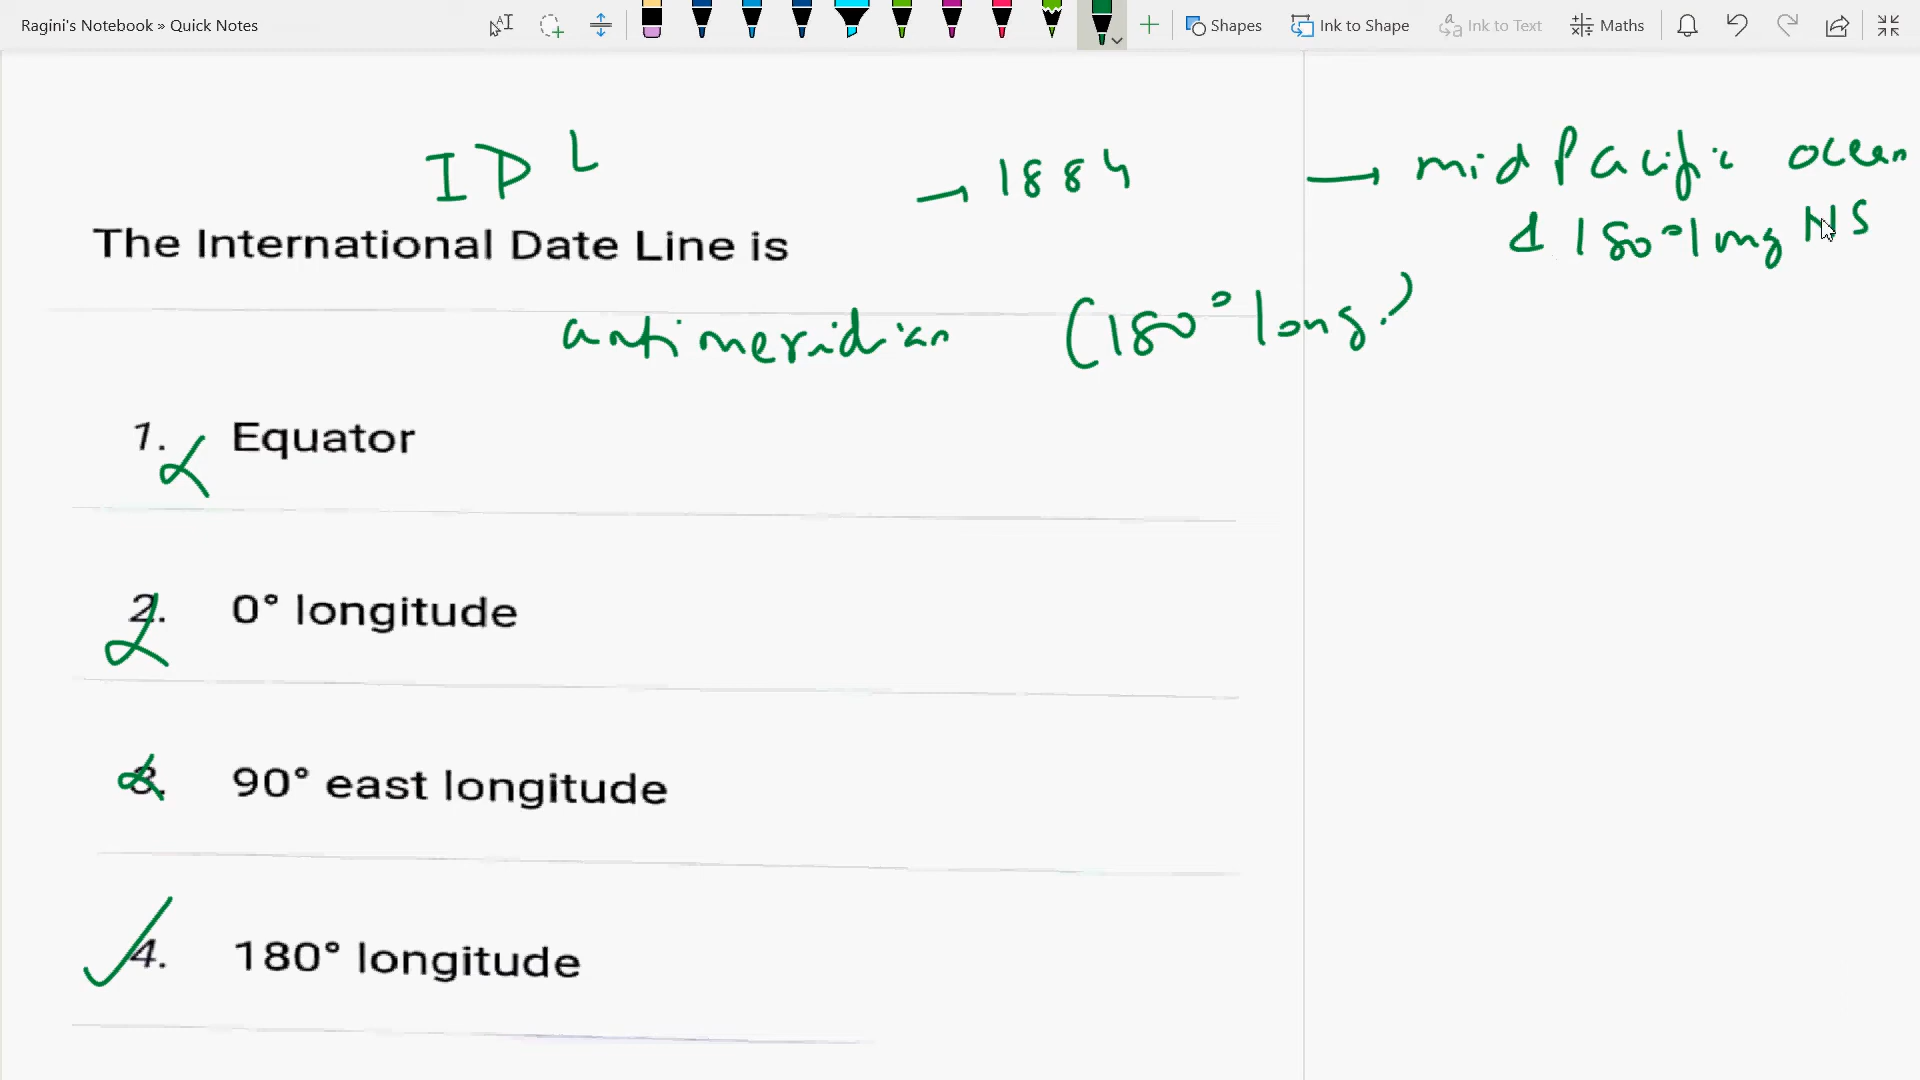 Ragini's Notebook » Quick Notes
Shapes
Ink to Shape
Ink to Text
Maths
IDL → 1884 → mid Pacific ocean
& 180° long NS
The International Date Line is
antimeridian (180° long.)
1. Equator
2. 0° longitude
3. 90° east longitude
4. 180° longitude